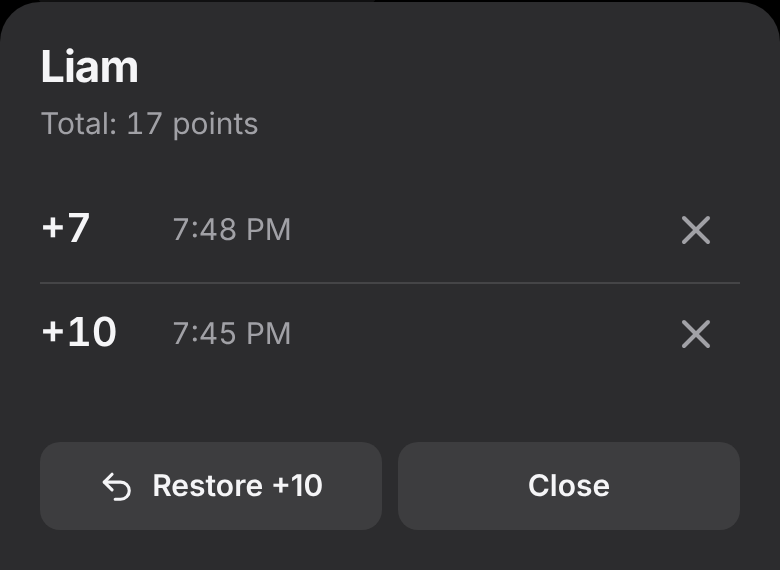 Liam
Total: 17 points
+7 7:48 PM
+10 7:45 PM
Restore +10 Close